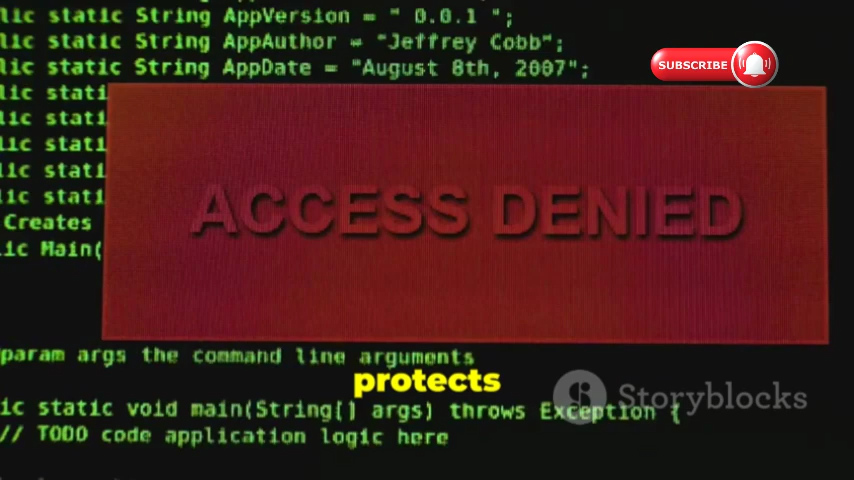 lic static String AppVersion = " 0.0.1 ";
lic static String AppAuthor = "Jeffrey Cobb";
lic static String AppDate = "August 8th, 2007";
SUBSCRIBE
lic stati
lic stati
lic stati
lic stati
lic stati
Creates
lic Main(
ACCESS DENIED
param args the command line arguments
protects
ic static void main(String[] args) throws Exception {
Storyblocks
// TODO code application logic here